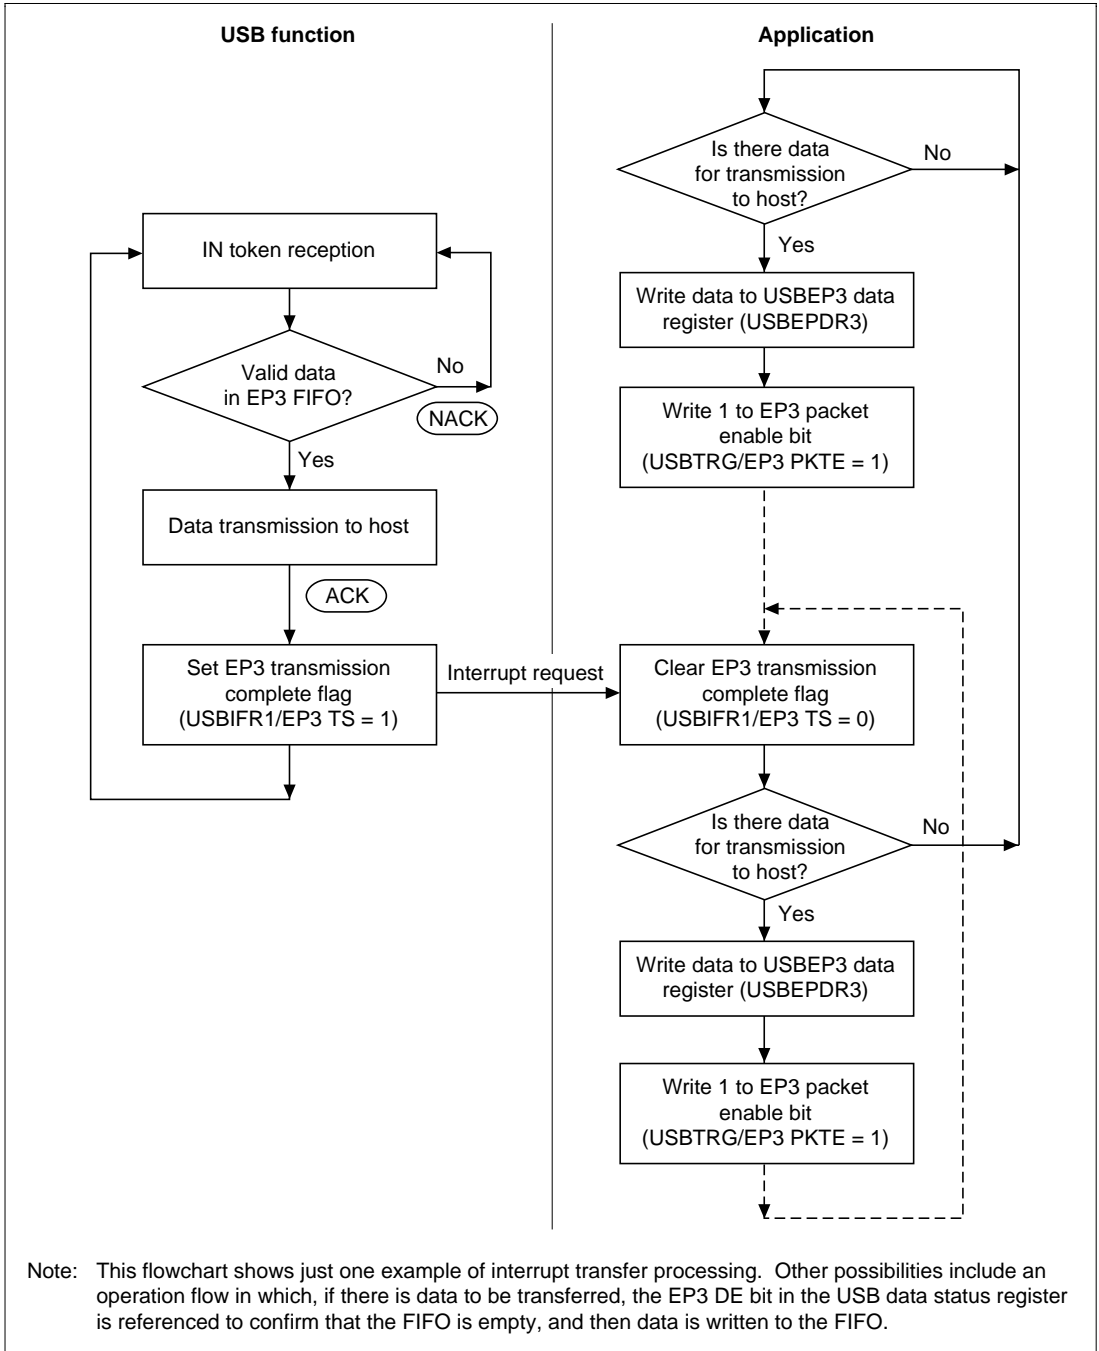 USB function
Application
Is there data
for transmission
to host?
No
Yes
Write data to USBEP3 data
register (USBEPDR3)
Write 1 to EP3 packet
enable bit
(USBTRG/EP3 PKTE = 1)
IN token reception
Valid data
in EP3 FIFO?
No
NACK
Yes
Data transmission to host
ACK
Set EP3 transmission
complete flag
(USBIFR1/EP3 TS = 1)
Interrupt request
Clear EP3 transmission
complete flag
(USBIFR1/EP3 TS = 0)
Is there data
for transmission
to host?
No
Yes
Write data to USBEP3 data
register (USBEPDR3)
Write 1 to EP3 packet
enable bit
(USBTRG/EP3 PKTE = 1)
Note: This flowchart shows just one example of interrupt transfer processing. Other possibilities include an
operation flow in which, if there is data to be transferred, the EP3 DE bit in the USB data status register
is referenced to confirm that the FIFO is empty, and then data is written to the FIFO.